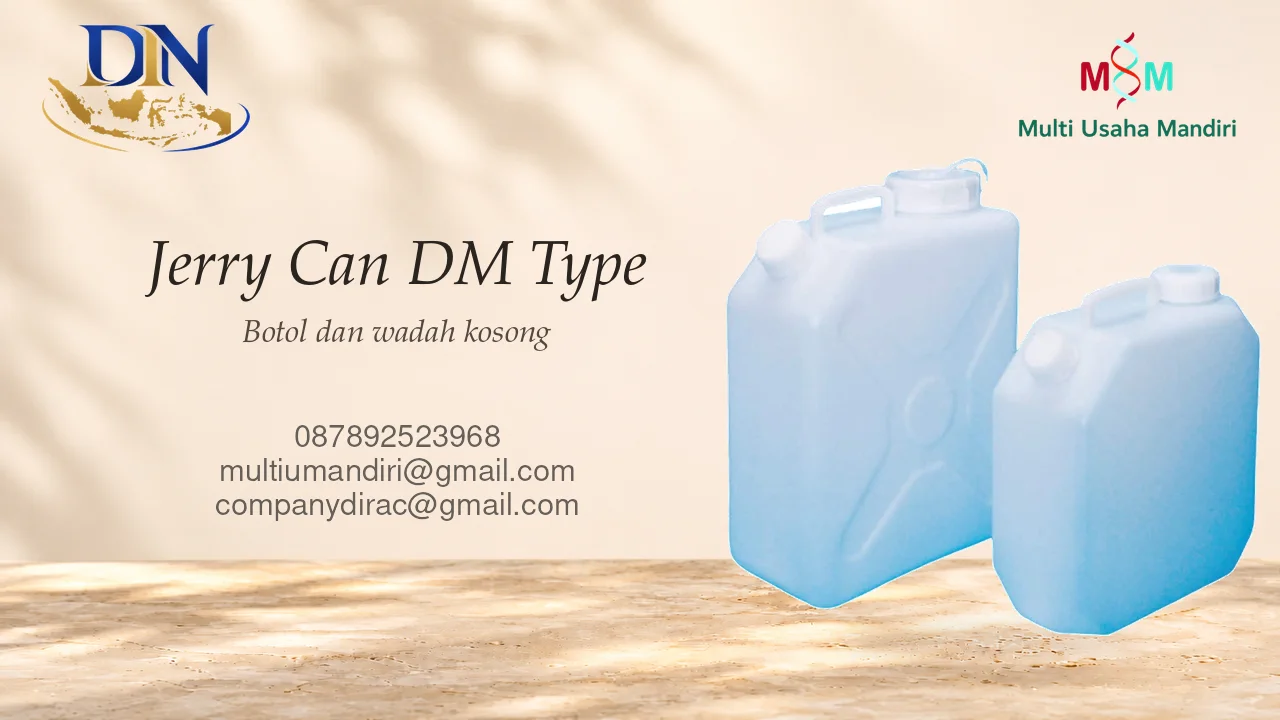 DN
M M
Multi Usaha Mandiri
Jerry Can DM Type
Botol dan wadah kosong
087892523968
multiumandiri@gmail.com
companydirac@gmail.com